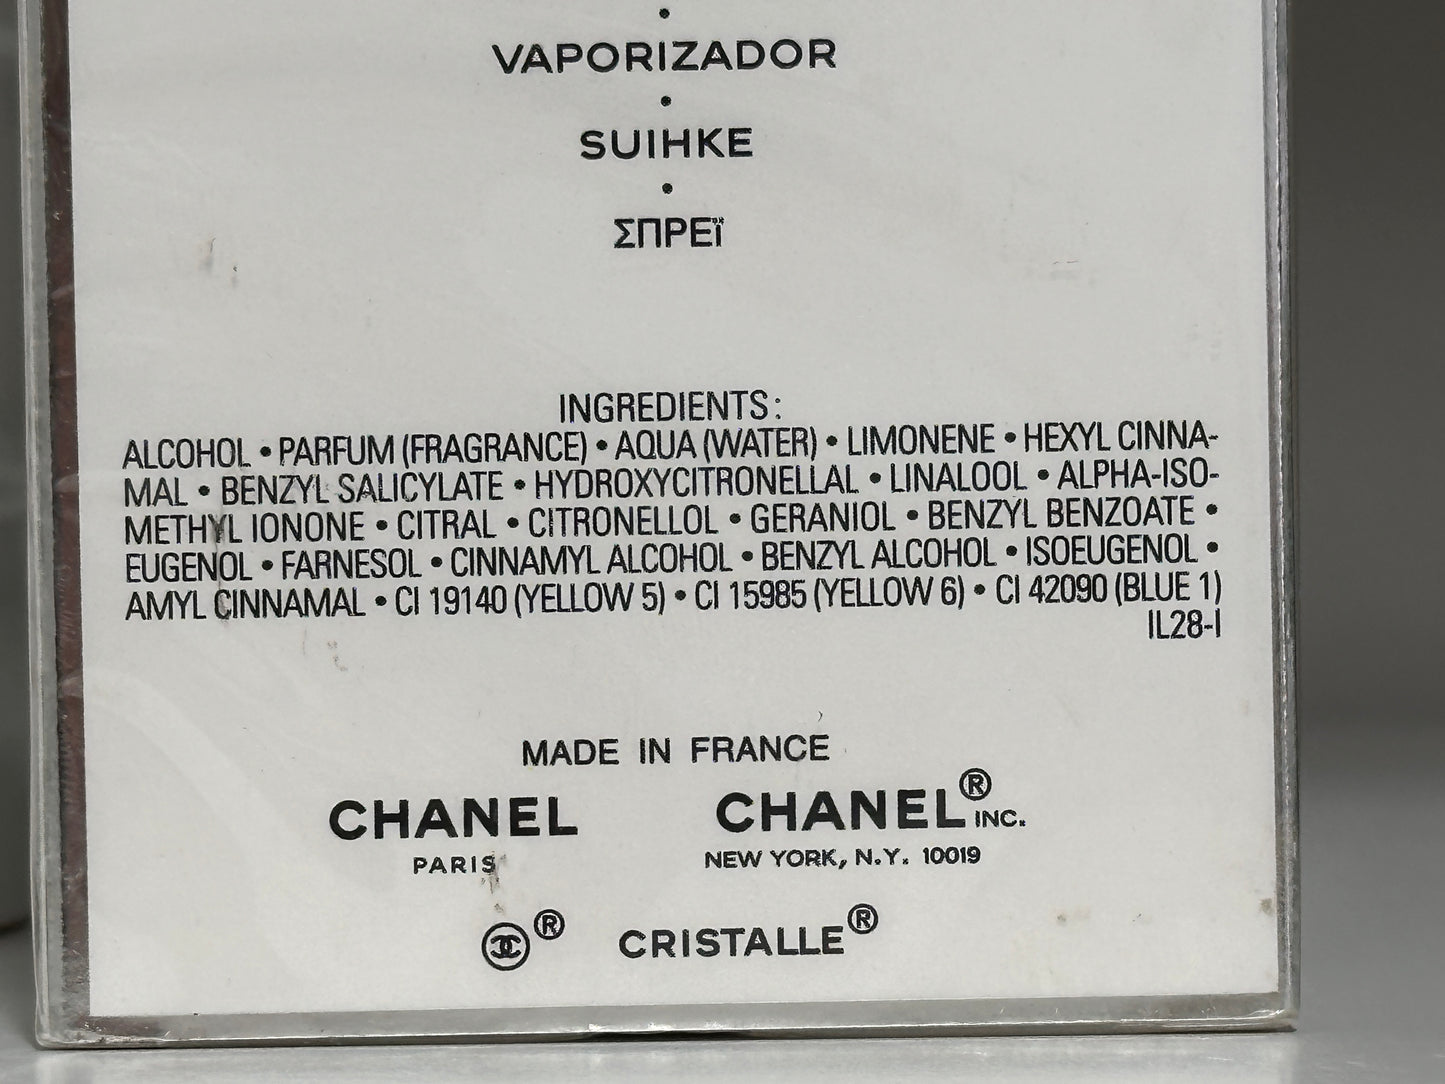 •
VAPORIZADOR
•
SUIHKE
•
ΣΠΡΕΪ
INGREDIENTS:
ALCOHOL • PARFUM (FRAGRANCE) • AQUA (WATER) • LIMONENE • HEXYL CINNA-
MAL • BENZYL SALICYLATE • HYDROXYCITRONELLAL • LINALOOL • ALPHA-ISO-
METHYL IONONE • CITRAL • CITRONELLOL • GERANIOL • BENZYL BENZOATE •
EUGENOL • FARNESOL • CINNAMYL ALCOHOL • BENZYL ALCOHOL • ISOEUGENOL •
AMYL CINNAMAL • CI 19140 (YELLOW 5) • CI 15985 (YELLOW 6) • CI 42090 (BLUE 1)
IL28-I
MADE IN FRANCE
CHANEL CHANEL® INC.
PARIS NEW YORK, N.Y. 10019
® CRISTALLE®